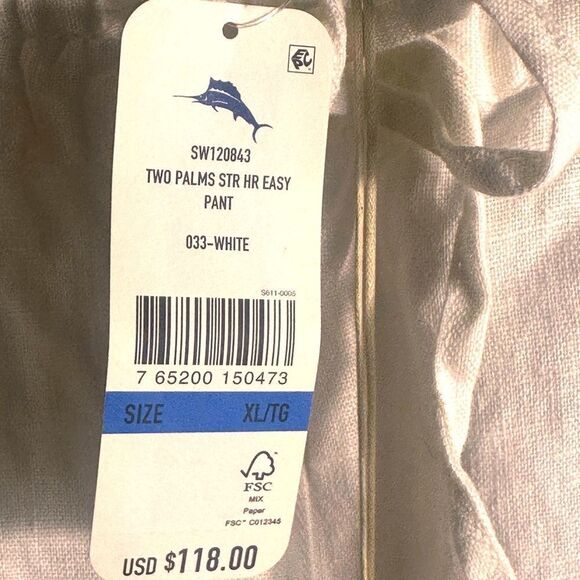 SW120843
TWO PALMS STR HR EASY
PANT
033-WHITE
S611-0005
7 65200 150473
SIZE XL/TG
FSC
MIX
Paper
FSC™ C012345
USD $118.00